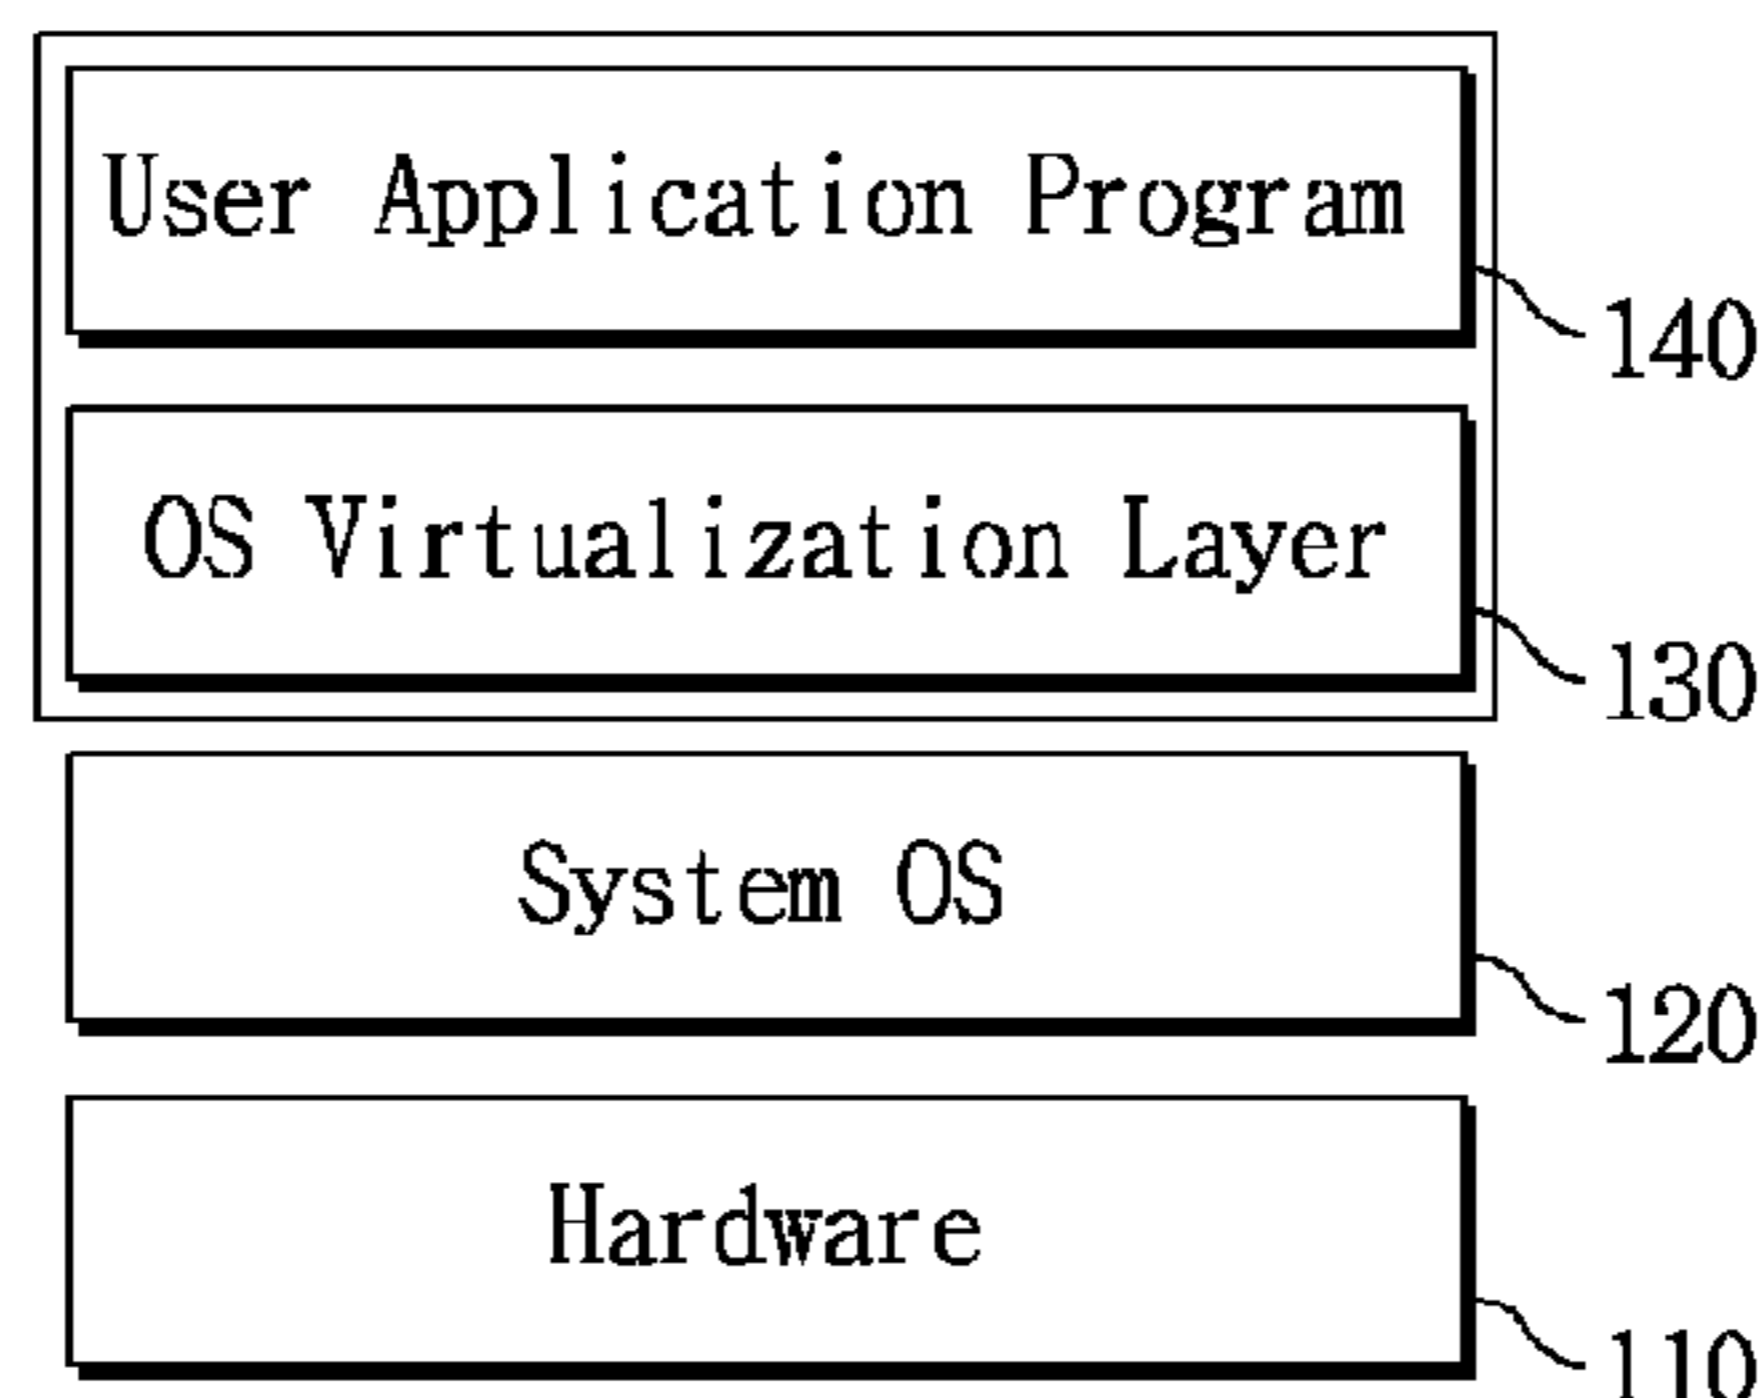 User Application Program
140
OS Virtualization Layer
130
System OS
120
Hardware
110